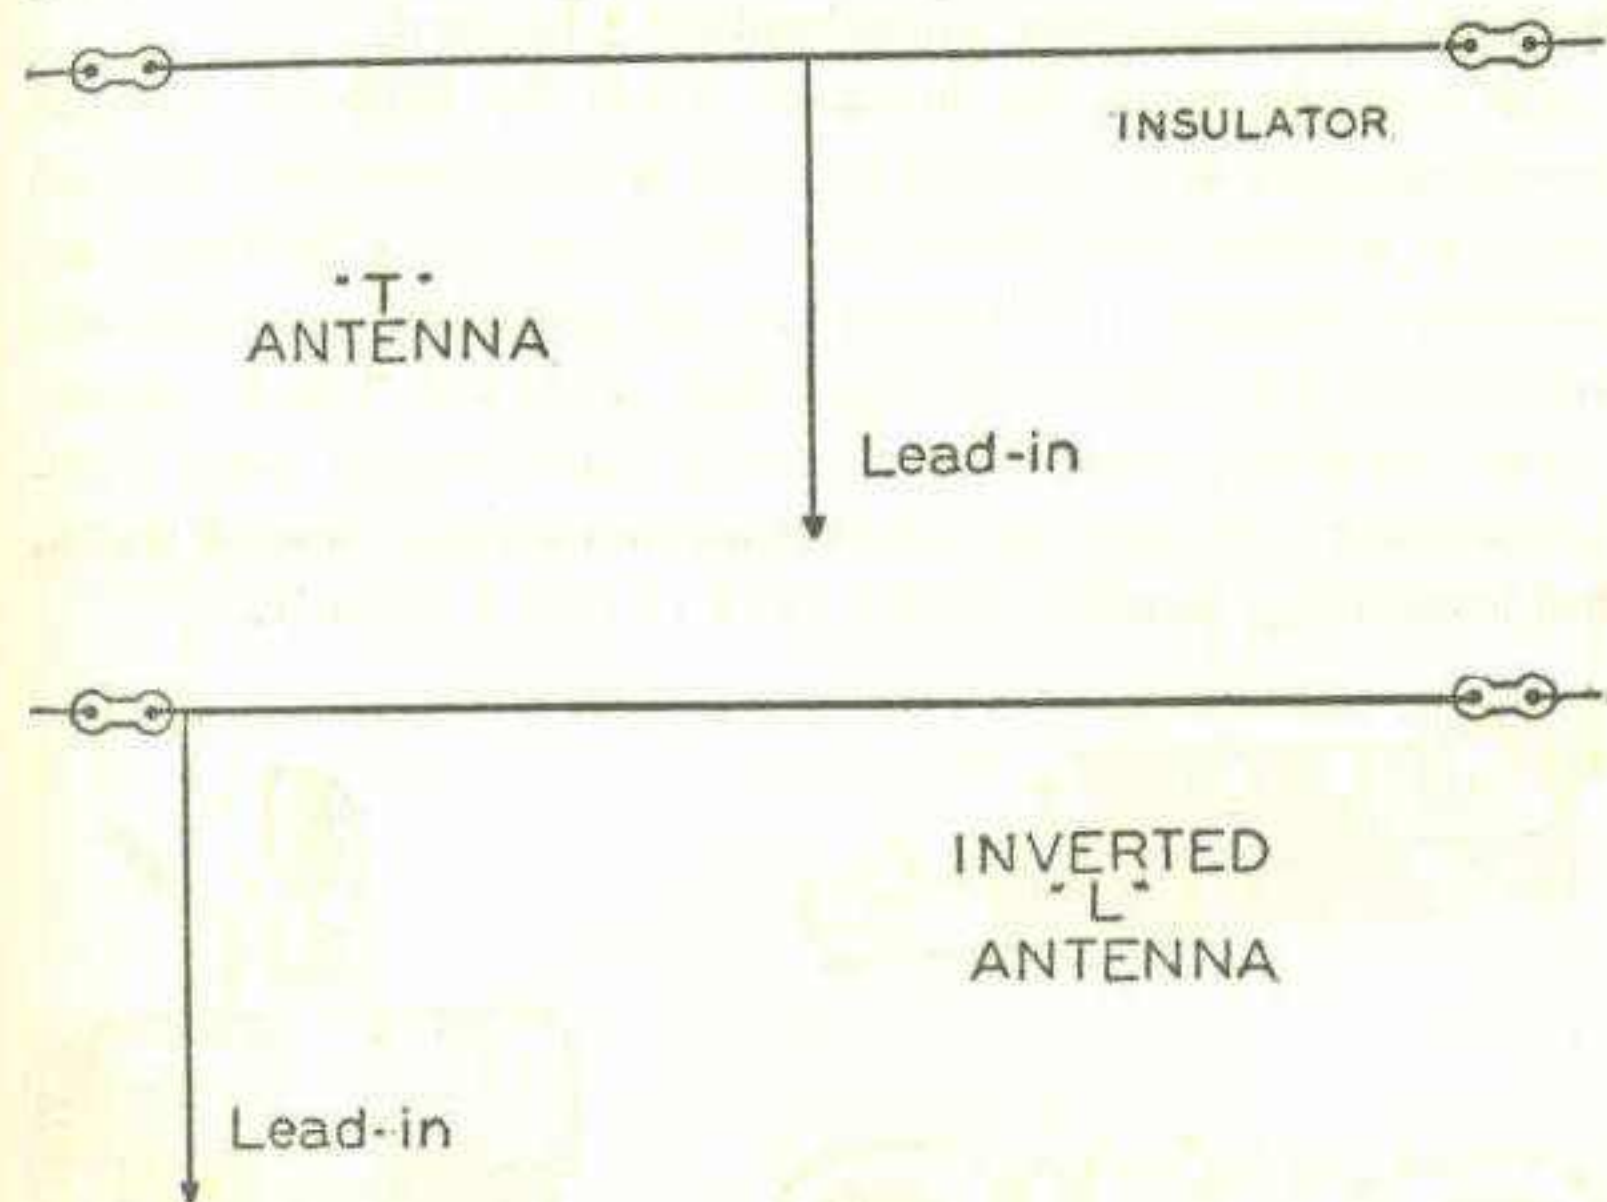 INSULATOR
"T"
ANTENNA
Lead-in
INVERTED
"L"
ANTENNA
Lead-in